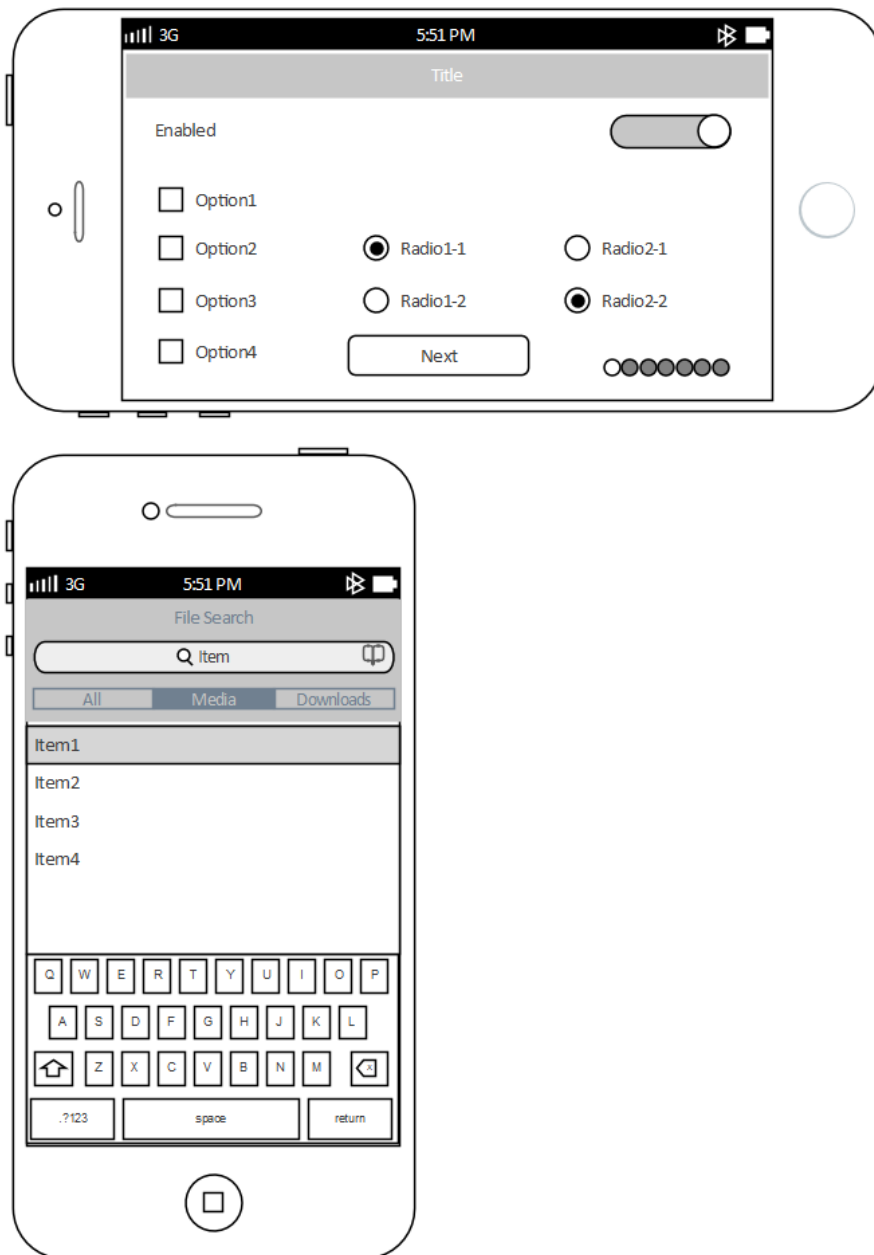 3G 5:51 PM
Title
Enabled
Option1
Option2 Radio1-1 Radio2-1
Option3 Radio1-2 Radio2-2
Option4 Next
3G 5:51 PM
File Search
Item
All Media Downloads
Item1
Item2
Item3
Item4
Q W E R T Y U I O P
A S D F G H J K L
Z X C V B N M X
.?123 space return